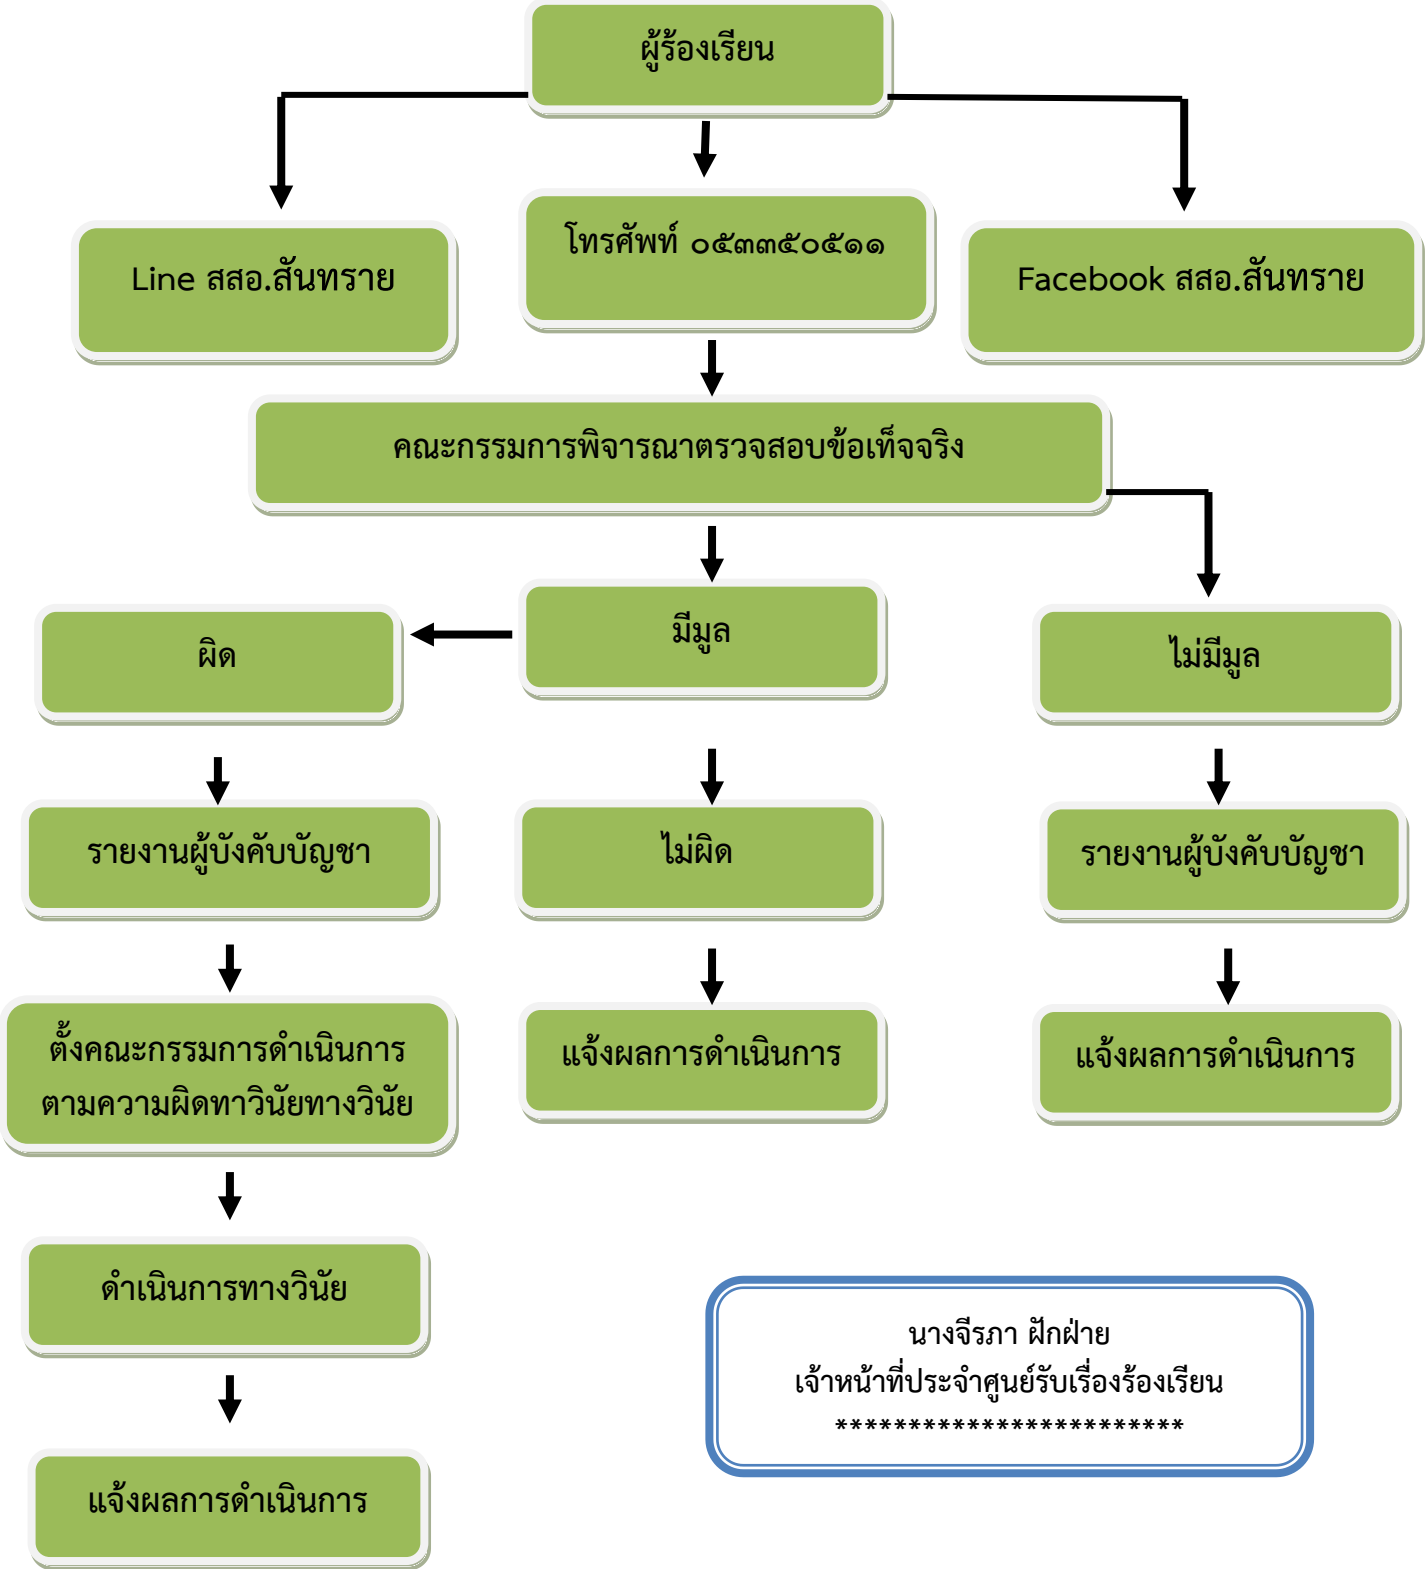 ผู้ร้องเรียน
Line สสอ.สันทราย
โทรศัพท์ ๐๕๓๓๕๐๕๑๑
Facebook สสอ.สันทราย
คณะกรรมการพิจารณาตรวจสอบข้อเท็จจริง
ผิด
มีมูล
ไม่มีมูล
รายงานผู้บังคับบัญชา
ไม่ผิด
รายงานผู้บังคับบัญชา
ตั้งคณะกรรมการดำเนินการ
ตามความผิดทาวินัยทางวินัย
แจ้งผลการดำเนินการ
แจ้งผลการดำเนินการ
ดำเนินการทางวินัย
แจ้งผลการดำเนินการ
นางจีรภา ฝักฝ่าย
เจ้าหน้าที่ประจำศูนย์รับเรื่องร้องเรียน
************************